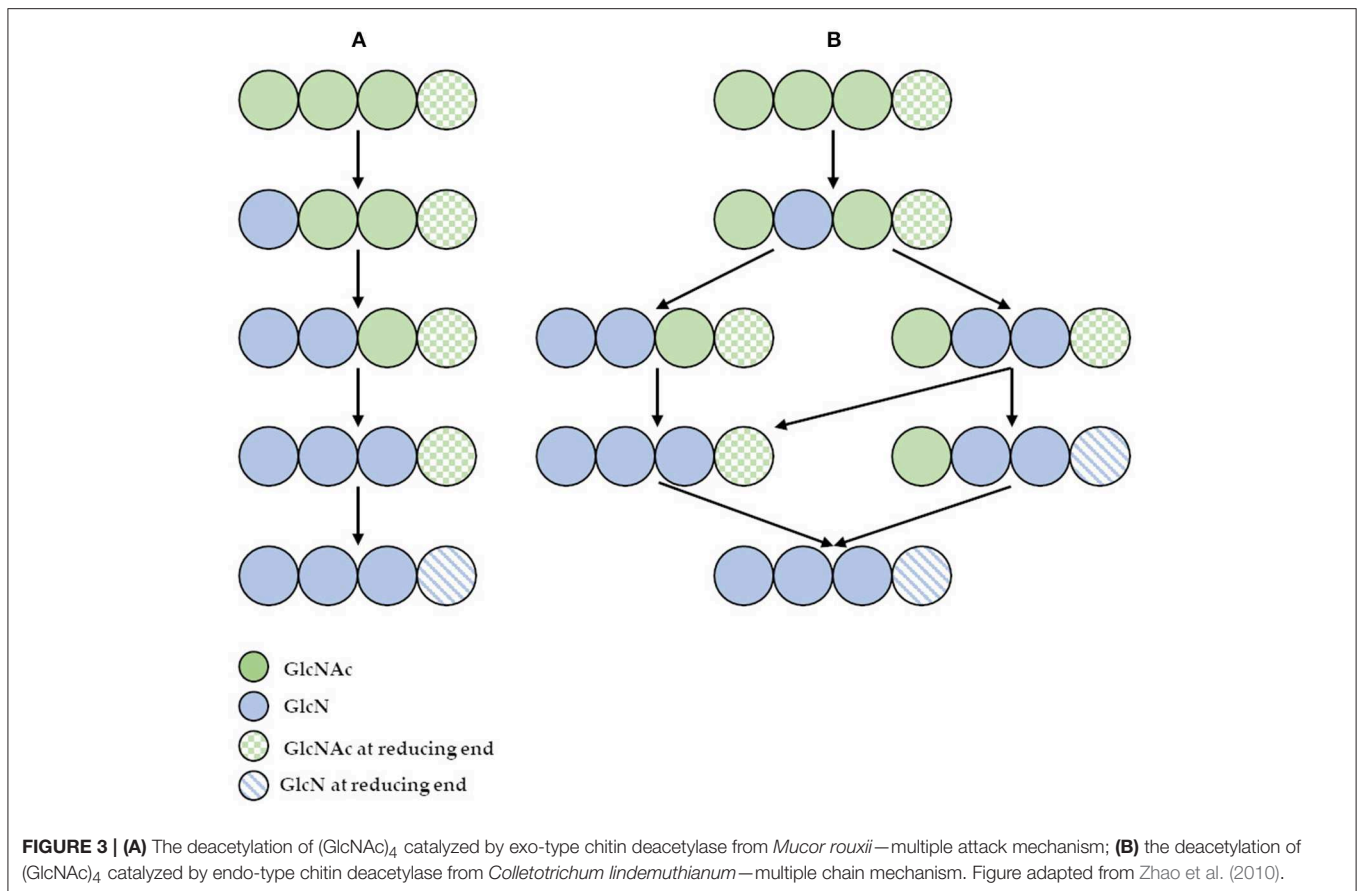 A
B
GlcNAc
GlcN
GlcNAc at reducing end
GlcN at reducing end
FIGURE 3 | (A) The deacetylation of (GlcNAc)4 catalyzed by exo-type chitin deacetylase from Mucor rouxii—multiple attack mechanism; (B) the deacetylation of
(GlcNAc)4 catalyzed by endo-type chitin deacetylase from Colletotrichum lindemuthianum—multiple chain mechanism. Figure adapted from Zhao et al. (2010).